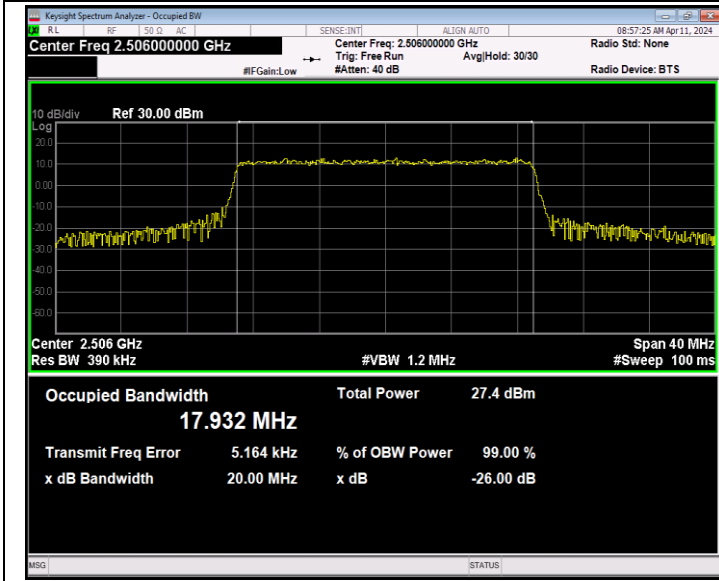 Keysight Spectrum Analyzer - Occupied BW
LXI RL RF 50 Ω AC SENSE:INT ALIGN AUTO 08:57:25 AM Apr 11, 2024
Center Freq 2.506000000 GHz Center Freq: 2.506000000 GHz Radio Std: None
Trig: Free Run Avg|Hold: 30/30
#IFGain:Low #Atten: 40 dB Radio Device: BTS
10 dB/div Ref 30.00 dBm
Log
20.0
10.0
0.00
-10.0
-20.0
-30.0
-40.0
-50.0
-60.0
Center 2.506 GHz Span 40 MHz
Res BW 390 kHz #VBW 1.2 MHz #Sweep 100 ms
Occupied Bandwidth Total Power 27.4 dBm
17.932 MHz
Transmit Freq Error 5.164 kHz % of OBW Power 99.00 %
x dB Bandwidth 20.00 MHz x dB -26.00 dB
MSG STATUS